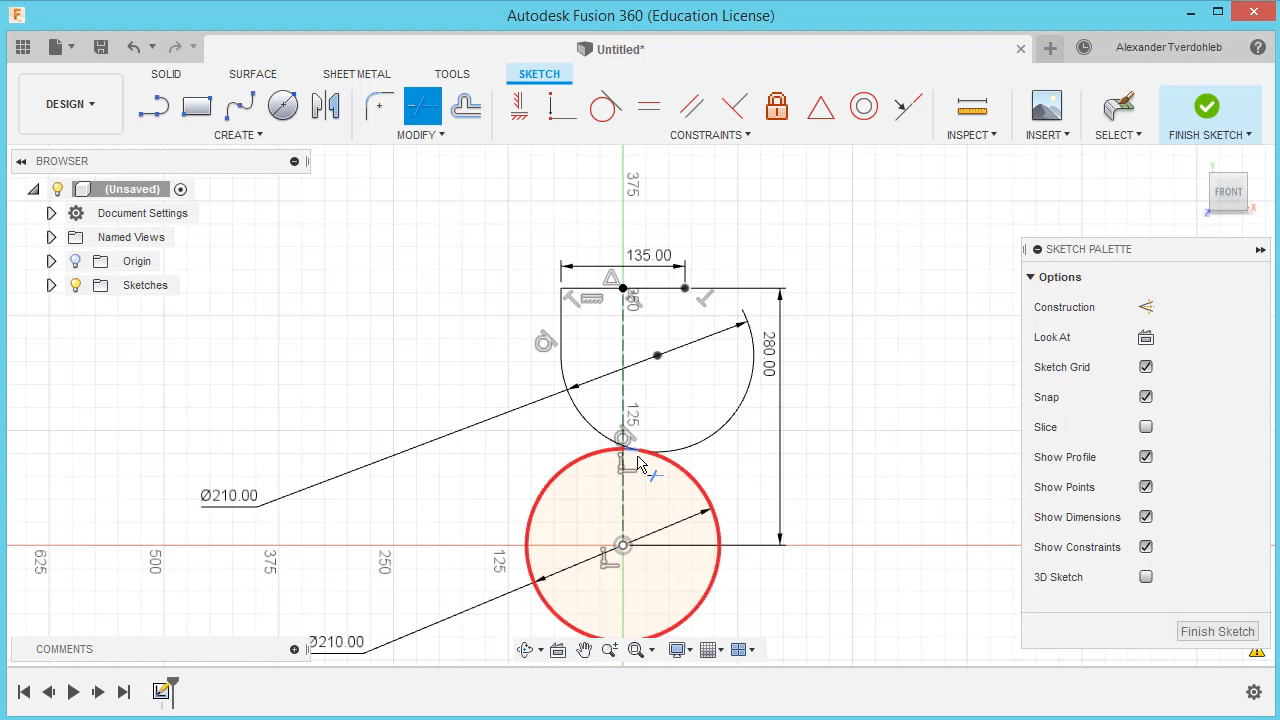 Autodesk Fusion 360 (Education License)
Untitled*
Alexander Tverdohleb
DESIGN
SOLID
SURFACE
SHEET METAL
TOOLS
SKETCH
CREATE
MODIFY
CONSTRAINTS
INSPECT
INSERT
SELECT
FINISH SKETCH
BROWSER
(Unsaved)
Document Settings
Named Views
Origin
Sketches
FRONT
SKETCH PALETTE
Options
Construction
Look At
Sketch Grid
Snap
Slice
Show Profile
Show Points
Show Dimensions
Show Constraints
3D Sketch
Finish Sketch
375
135.00
280.00
125
Ø210.00
625
500
375
250
125
Ø210.00
COMMENTS